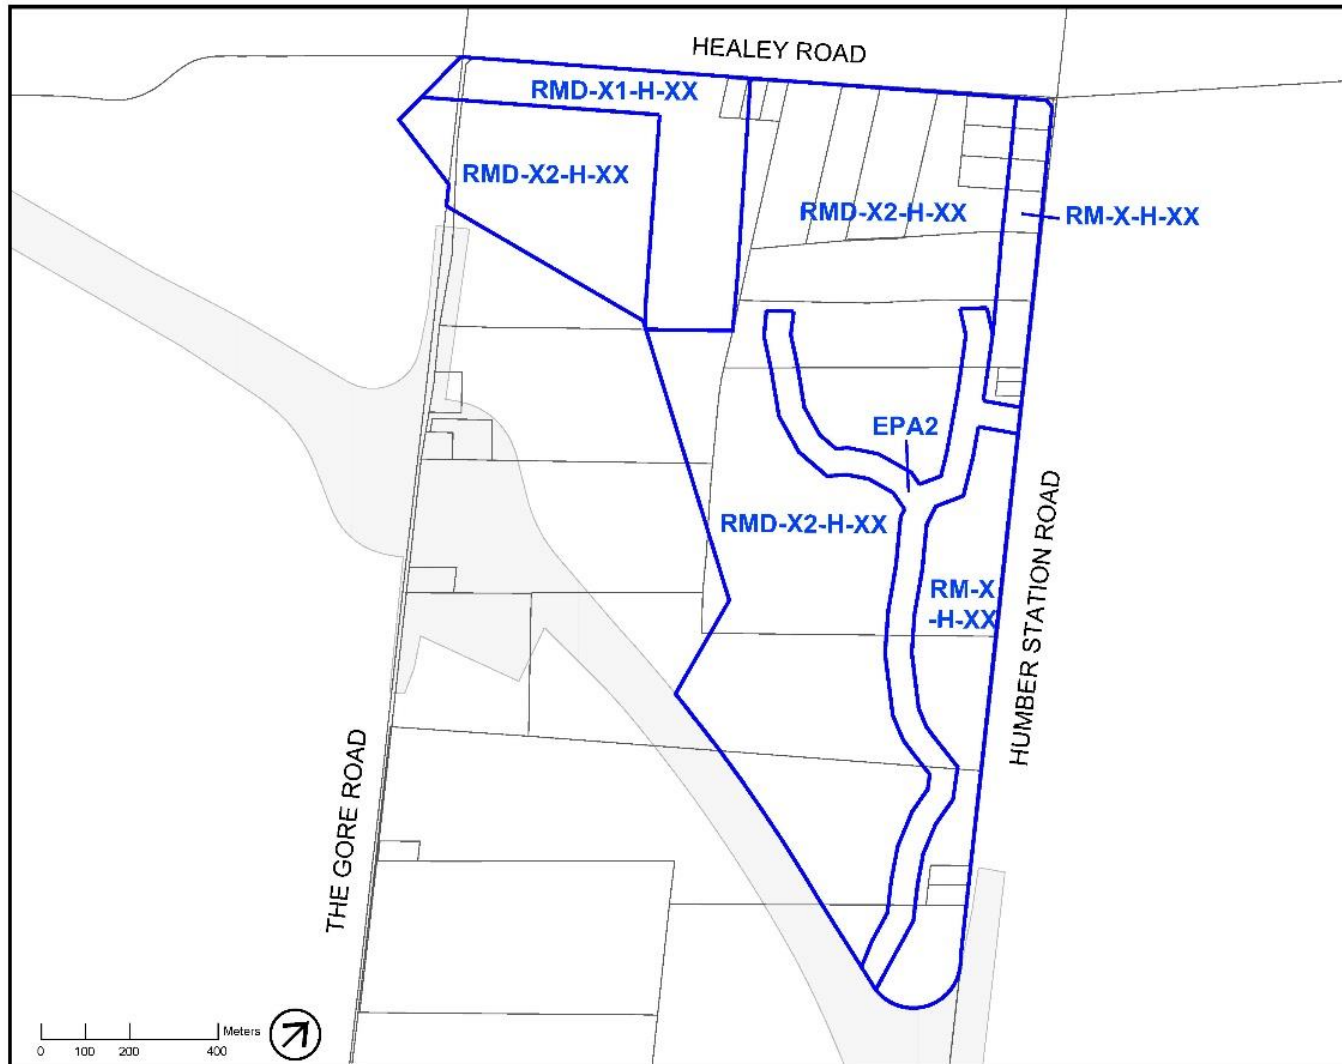 HEALEY ROAD
RMD-X1-H-XX
RMD-X2-H-XX
RMD-X2-H-XX
RM-X-H-XX
EPA2
RMD-X2-H-XX
RM-X
-H-XX
HUMBER STATION ROAD
THE GORE ROAD
Meters
0 100 200 400